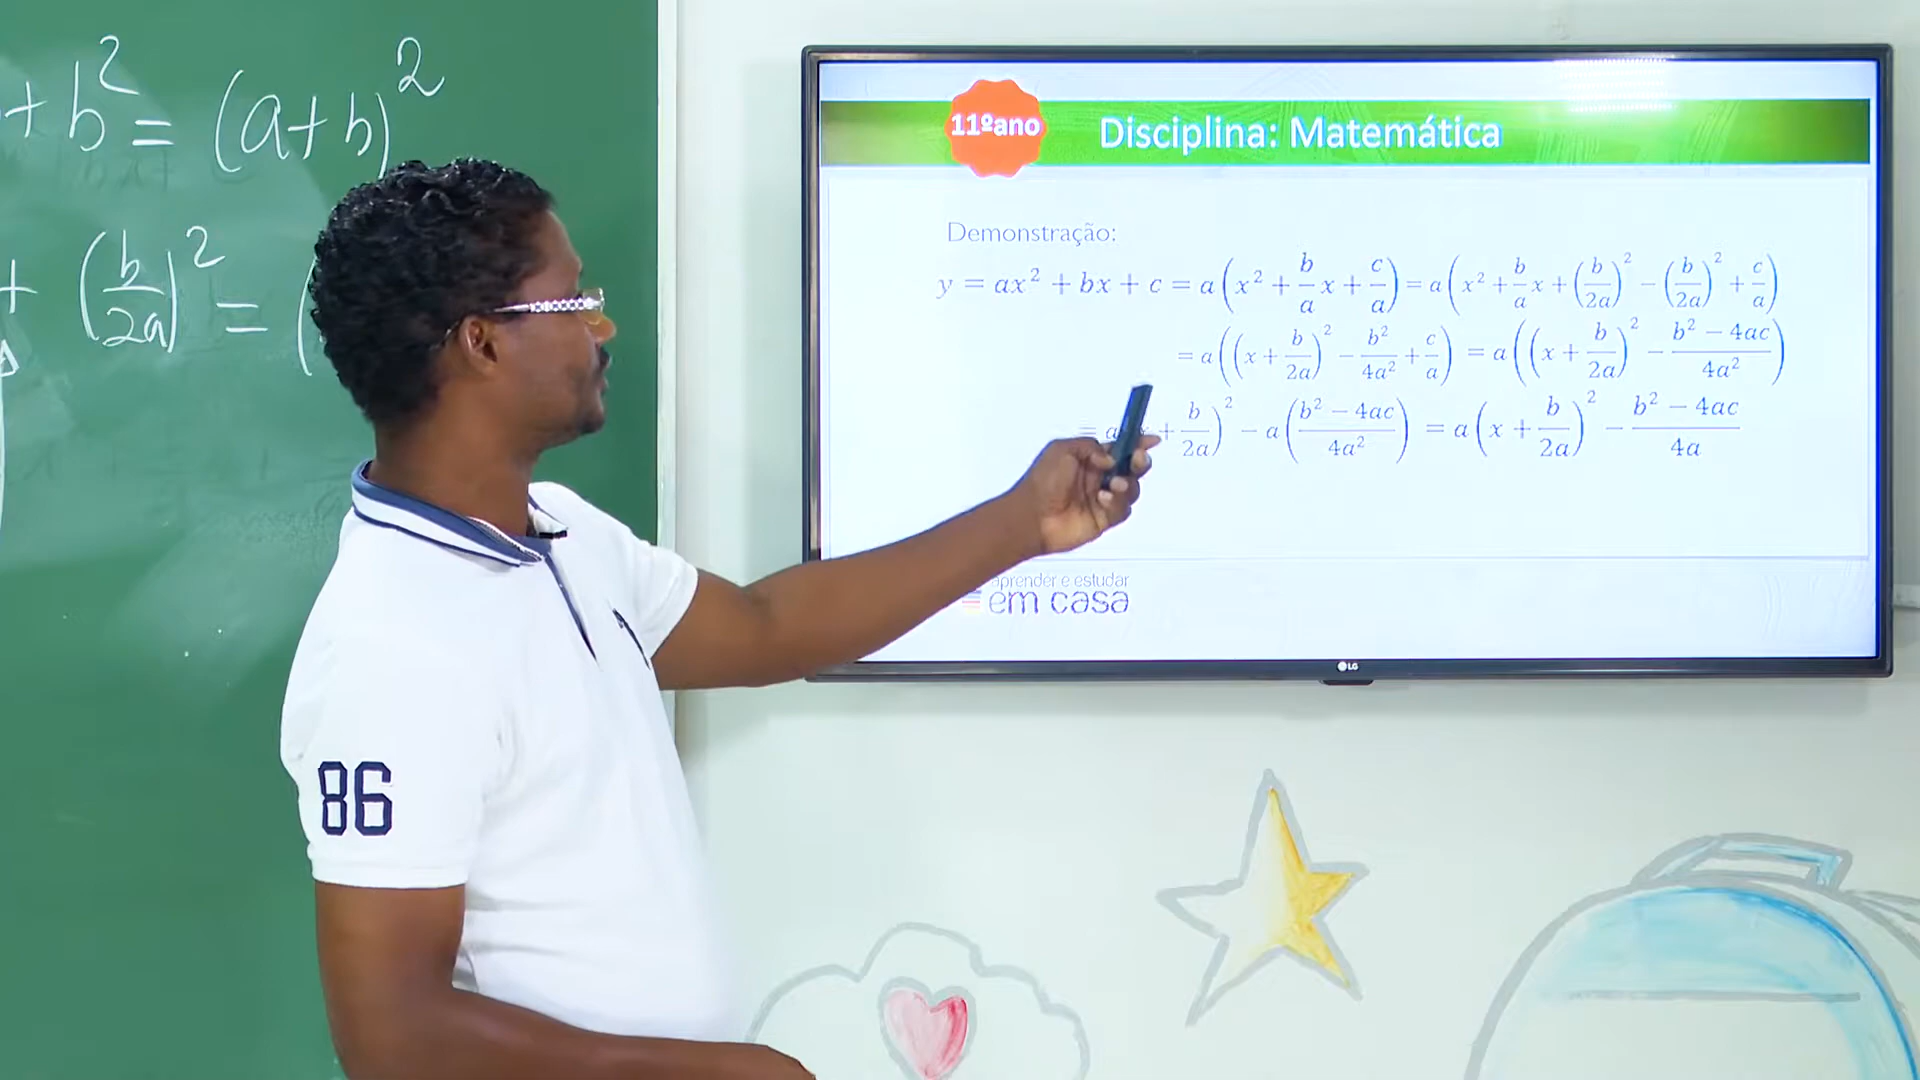 + b² = (a+b)²
+ (b/2a)² = (
11ºano
Disciplina: Matemática
Demonstração:
y = ax² + bx + c = a(x² + b/a x + c/a) = a(x² + b/a x + (b/2a)² − (b/2a)² + c/a)
= a((x + b/2a)² − b²/4a² + c/a) = a((x + b/2a)² − (b² − 4ac)/4a²)
= a x + b/2a)² − a((b² − 4ac)/4a²) = a(x + b/2a)² − (b² − 4ac)/4a
aprender e estudar
em casa
LG
86